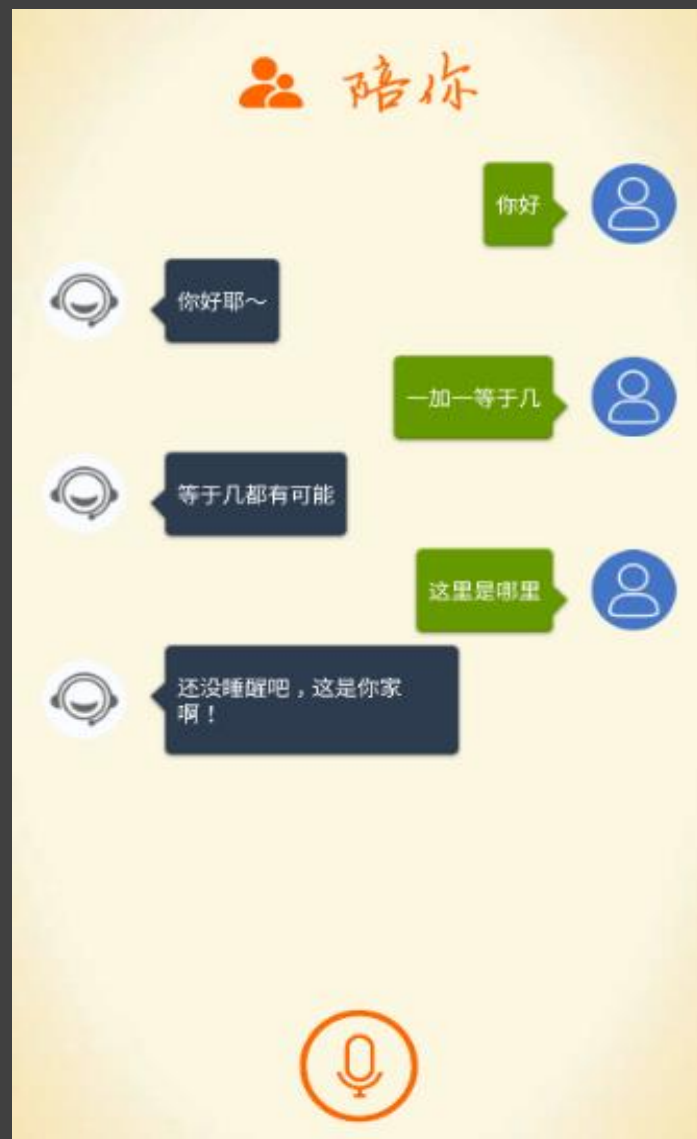 陪你
你好
你好耶～
一加一等于几
等于几都有可能
这里是哪里
还没睡醒吧，这是你家
啊！